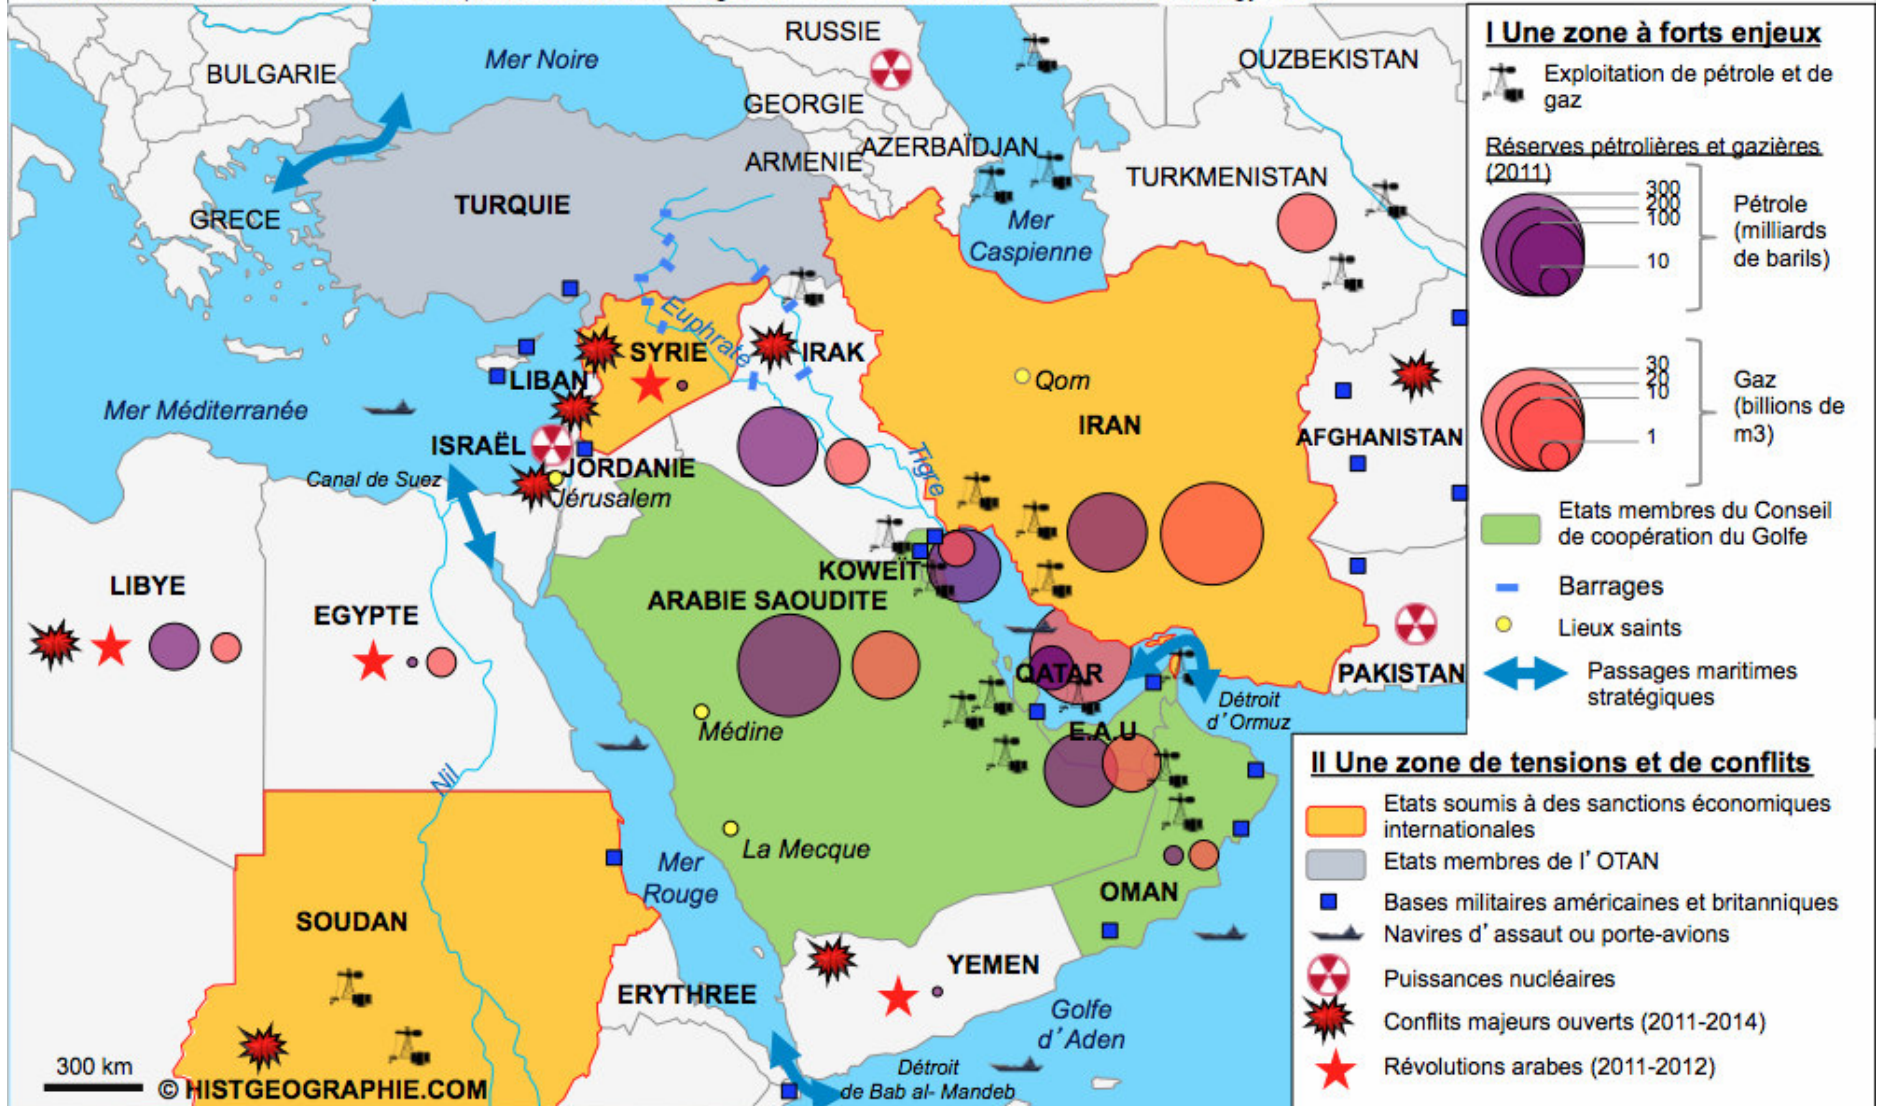 RUSSIE
BULGARIE
Mer Noire
OUZBEKISTAN
GEORGIE
ARMENIE
AZERBAÏDJAN
TURKMENISTAN
TURQUIE
GRECE
Mer
Caspienne
Euphrate
SYRIE
IRAK
LIBAN
Qom
Mer Méditerranée
IRAN
ISRAËL
AFGHANISTAN
JORDANIE
Canal de Suez
Jérusalem
Tigre
KOWEÏT
LIBYE
ARABIE SAOUDITE
EGYPTE
QATAR
PAKISTAN
Détroit
d’Ormuz
Médine
E.A.U
Nil
La Mecque
Mer
Rouge
OMAN
SOUDAN
YEMEN
ERYTHREE
Golfe
d’Aden
Détroit
de Bab al- Mandeb
300 km
© HISTGEOGRAPHIE.COM
I Une zone à forts enjeux
Exploitation de pétrole et de
gaz
Réserves pétrolières et gazières
(2011)
300
200
100
10
Pétrole
(milliards
de barils)
30
20
10
1
Gaz
(billions de
m3)
Etats membres du Conseil
de coopération du Golfe
Barrages
Lieux saints
Passages maritimes
stratégiques
II Une zone de tensions et de conflits
Etats soumis à des sanctions économiques
internationales
Etats membres de l’OTAN
Bases militaires américaines et britanniques
Navires d’assaut ou porte-avions
Puissances nucléaires
Conflits majeurs ouverts (2011-2014)
Révolutions arabes (2011-2012)